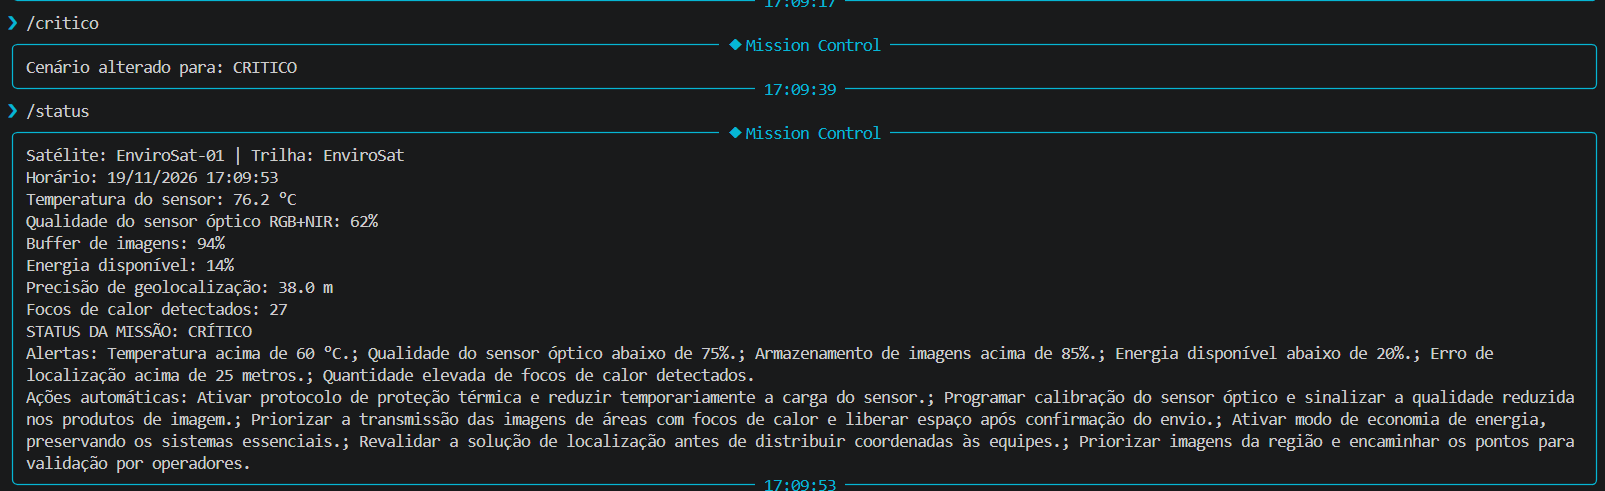 17:09:17
❯ /critico
◆ Mission Control
Cenário alterado para: CRITICO
17:09:39
❯ /status
◆ Mission Control
Satélite: EnviroSat-01 | Trilha: EnviroSat
Horário: 19/11/2026 17:09:53
Temperatura do sensor: 76.2 ºC
Qualidade do sensor óptico RGB+NIR: 62%
Buffer de imagens: 94%
Energia disponível: 14%
Precisão de geolocalização: 38.0 m
Focos de calor detectados: 27
STATUS DA MISSÃO: CRÍTICO
Alertas: Temperatura acima de 60 ºC.; Qualidade do sensor óptico abaixo de 75%.; Armazenamento de imagens acima de 85%.; Energia disponível abaixo de 20%.; Erro de
localização acima de 25 metros.; Quantidade elevada de focos de calor detectados.
Ações automáticas: Ativar protocolo de proteção térmica e reduzir temporariamente a carga do sensor.; Programar calibração do sensor óptico e sinalizar a qualidade reduzida
nos produtos de imagem.; Priorizar a transmissão das imagens de áreas com focos de calor e liberar espaço após confirmação do envio.; Ativar modo de economia de energia,
preservando os sistemas essenciais.; Revalidar a solução de localização antes de distribuir coordenadas às equipes.; Priorizar imagens da região e encaminhar os pontos para
validação por operadores.
17:09:53